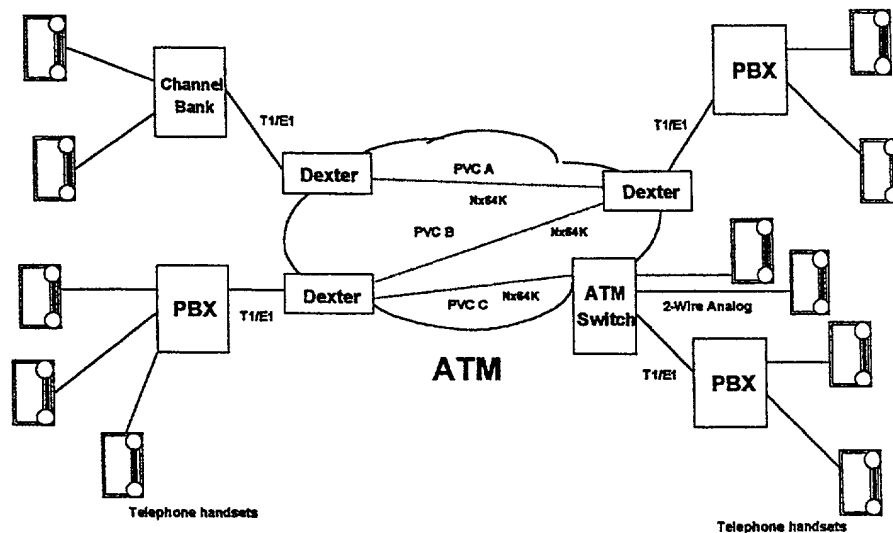 Channel
Bank
PBX
T1/E1
T1/E1
Dexter
PVC A
Dexter
Nx64K
PVC B
Nx64K
PBX
T1/E1
Dexter
PVC C
Nx64K
ATM
Switch
2-Wire Analog
ATM
T1/E1
PBX
Telephone handsets
Telephone handsets